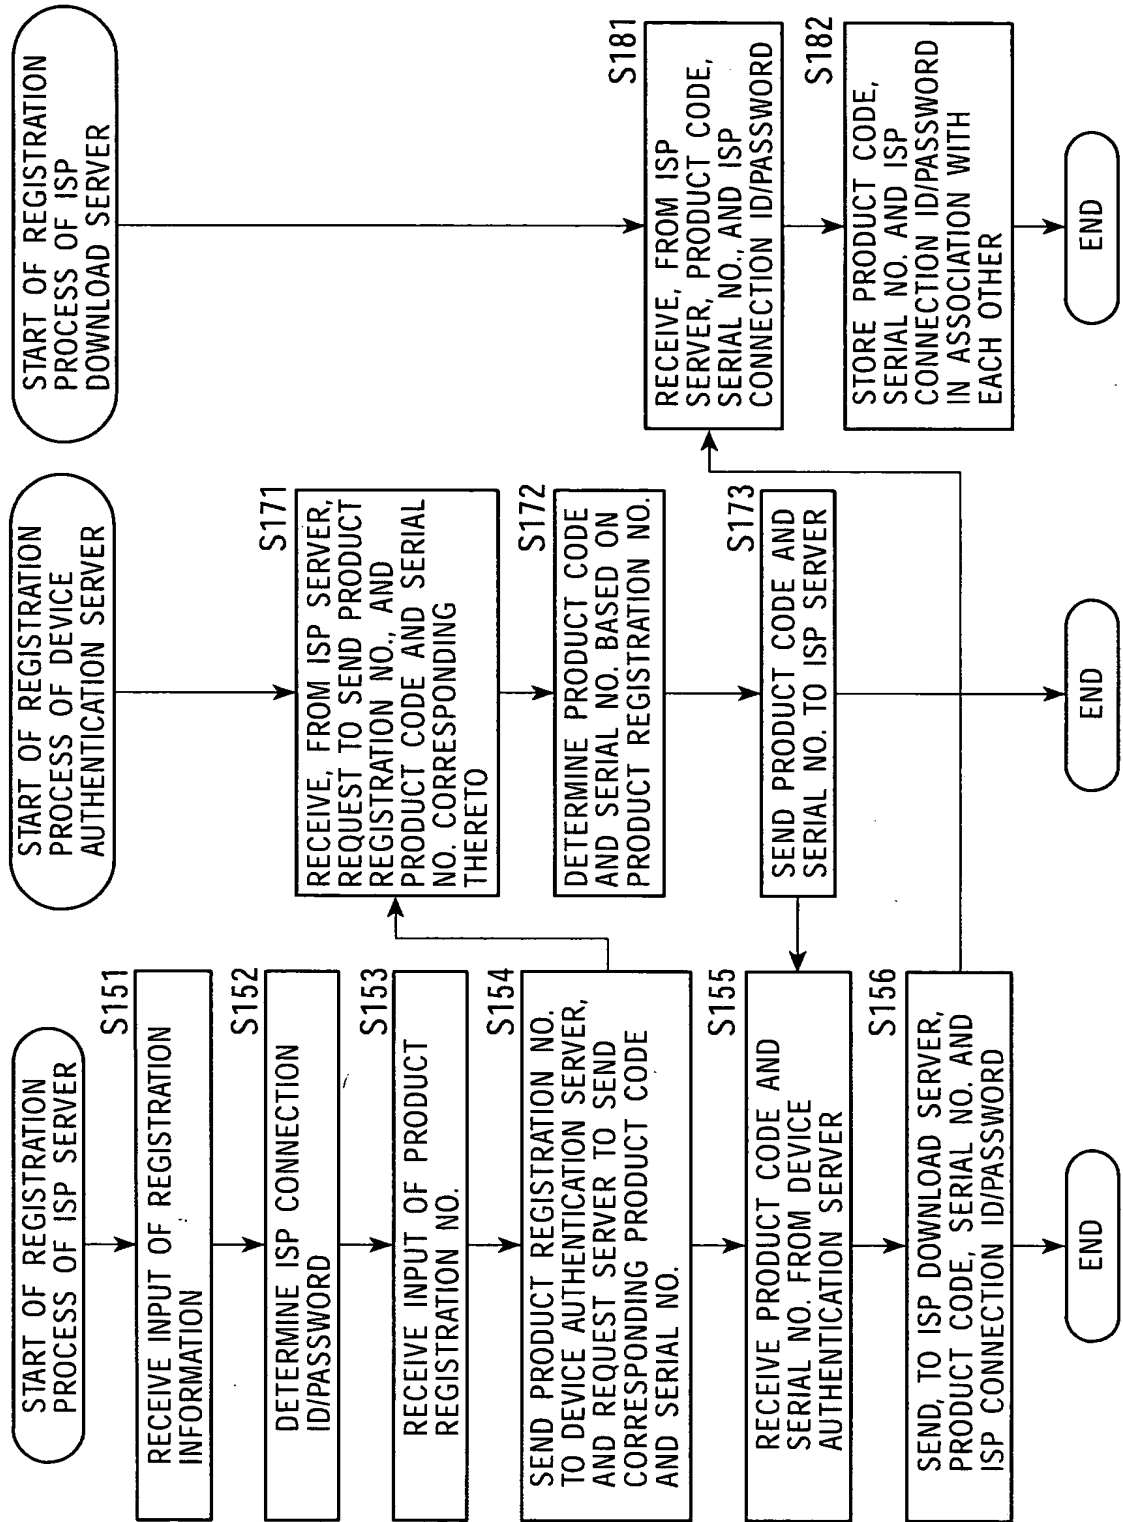 START OF REGISTRATION
PROCESS OF ISP SERVER
S151
RECEIVE INPUT OF REGISTRATION
INFORMATION
S152
DETERMINE ISP CONNECTION
ID/PASSWORD
S153
RECEIVE INPUT OF PRODUCT
REGISTRATION NO.
S154
SEND PRODUCT REGISTRATION NO.
TO DEVICE AUTHENTICATION SERVER,
AND REQUEST SERVER TO SEND
CORRESPONDING PRODUCT CODE
AND SERIAL NO.
S155
RECEIVE PRODUCT CODE AND
SERIAL NO. FROM DEVICE
AUTHENTICATION SERVER
S156
SEND, TO ISP DOWNLOAD SERVER,
PRODUCT CODE, SERIAL NO. AND
ISP CONNECTION ID/PASSWORD
END
START OF REGISTRATION
PROCESS OF DEVICE
AUTHENTICATION SERVER
S171
RECEIVE, FROM ISP SERVER,
REQUEST TO SEND PRODUCT
REGISTRATION NO., AND
PRODUCT CODE AND SERIAL
NO. CORRESPONDING
THERETO
S172
DETERMINE PRODUCT CODE
AND SERIAL NO. BASED ON
PRODUCT REGISTRATION NO.
S173
SEND PRODUCT CODE AND
SERIAL NO. TO ISP SERVER
END
START OF REGISTRATION
PROCESS OF ISP
DOWNLOAD SERVER
S181
RECEIVE, FROM ISP
SERVER, PRODUCT CODE,
SERIAL NO., AND ISP
CONNECTION ID/PASSWORD
S182
STORE PRODUCT CODE,
SERIAL NO. AND ISP
CONNECTION ID/PASSWORD
IN ASSOCIATION WITH
EACH OTHER
END